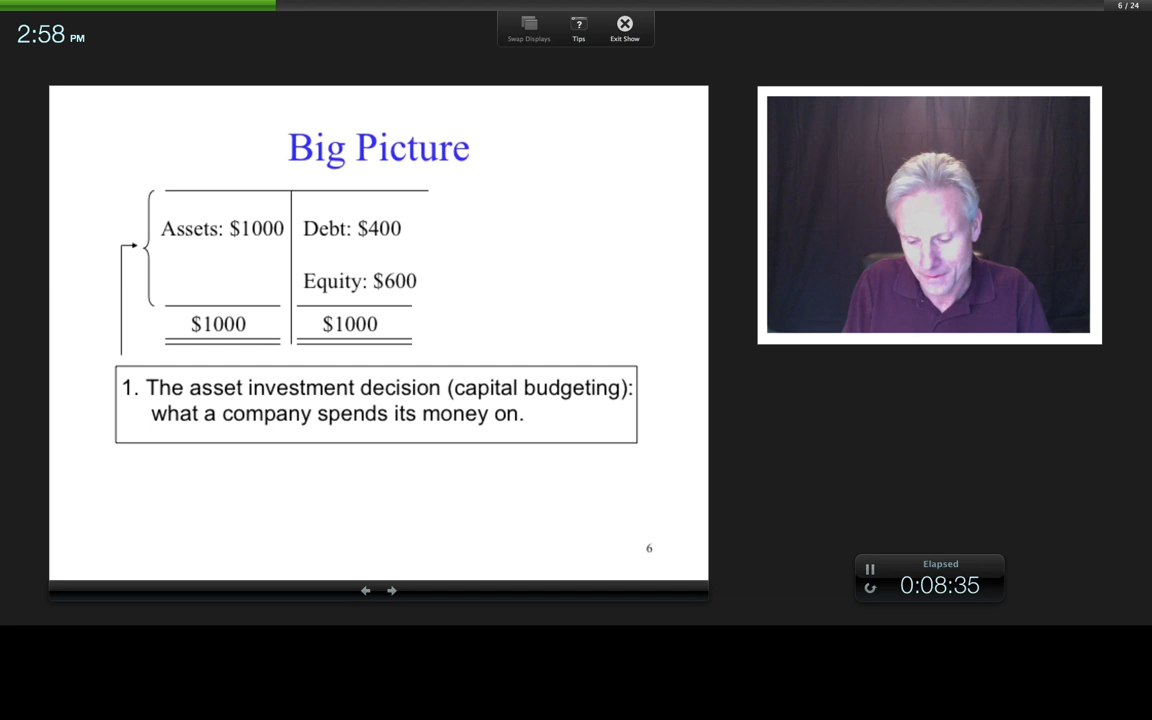 6 / 24
2:58 PM
Swap Displays
?
Tips
Exit Show
Big Picture
Assets: $1000
Debt: $400
Equity: $600
$1000
$1000
1. The asset investment decision (capital budgeting):
what a company spends its money on.
6
Elapsed
0:08:35